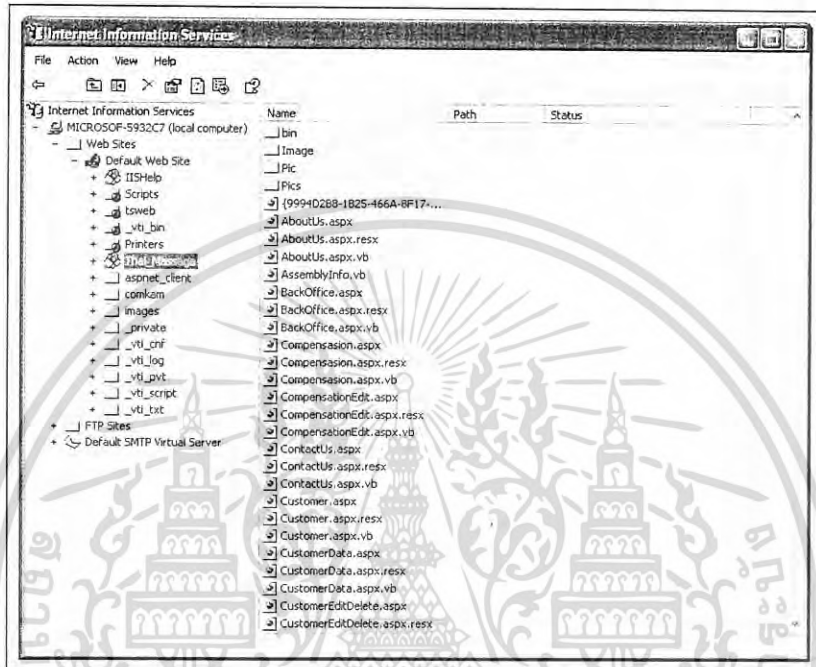 Internet Information Services
File Action View Help
Internet Information Services
MICROSOF-5932C7 (local computer)
Web Sites
Default Web Site
IISHelp
Scripts
tsweb
_vti_bin
Printers
Thai_Massage
aspnet_client
comkam
images
_private
_vti_cnf
_vti_log
_vti_pvt
_vti_script
_vti_txt
FTP Sites
Default SMTP Virtual Server
Name Path Status
bin
Image
Pic
Pics
{9994D2B8-1B25-466A-8F17-...
AboutUs.aspx
AboutUs.aspx.resx
AboutUs.aspx.vb
AssemblyInfo.vb
BackOffice.aspx
BackOffice.aspx.resx
BackOffice.aspx.vb
Compensasion.aspx
Compensasion.aspx.resx
Compensasion.aspx.vb
CompensationEdit.aspx
CompensationEdit.aspx.resx
CompensationEdit.aspx.vb
ContactUs.aspx
ContactUs.aspx.resx
ContactUs.aspx.vb
Customer.aspx
Customer.aspx.resx
Customer.aspx.vb
CustomerData.aspx
CustomerData.aspx.resx
CustomerData.aspx.vb
CustomerEditDelete.aspx
CustomerEditDelete.aspx.resx